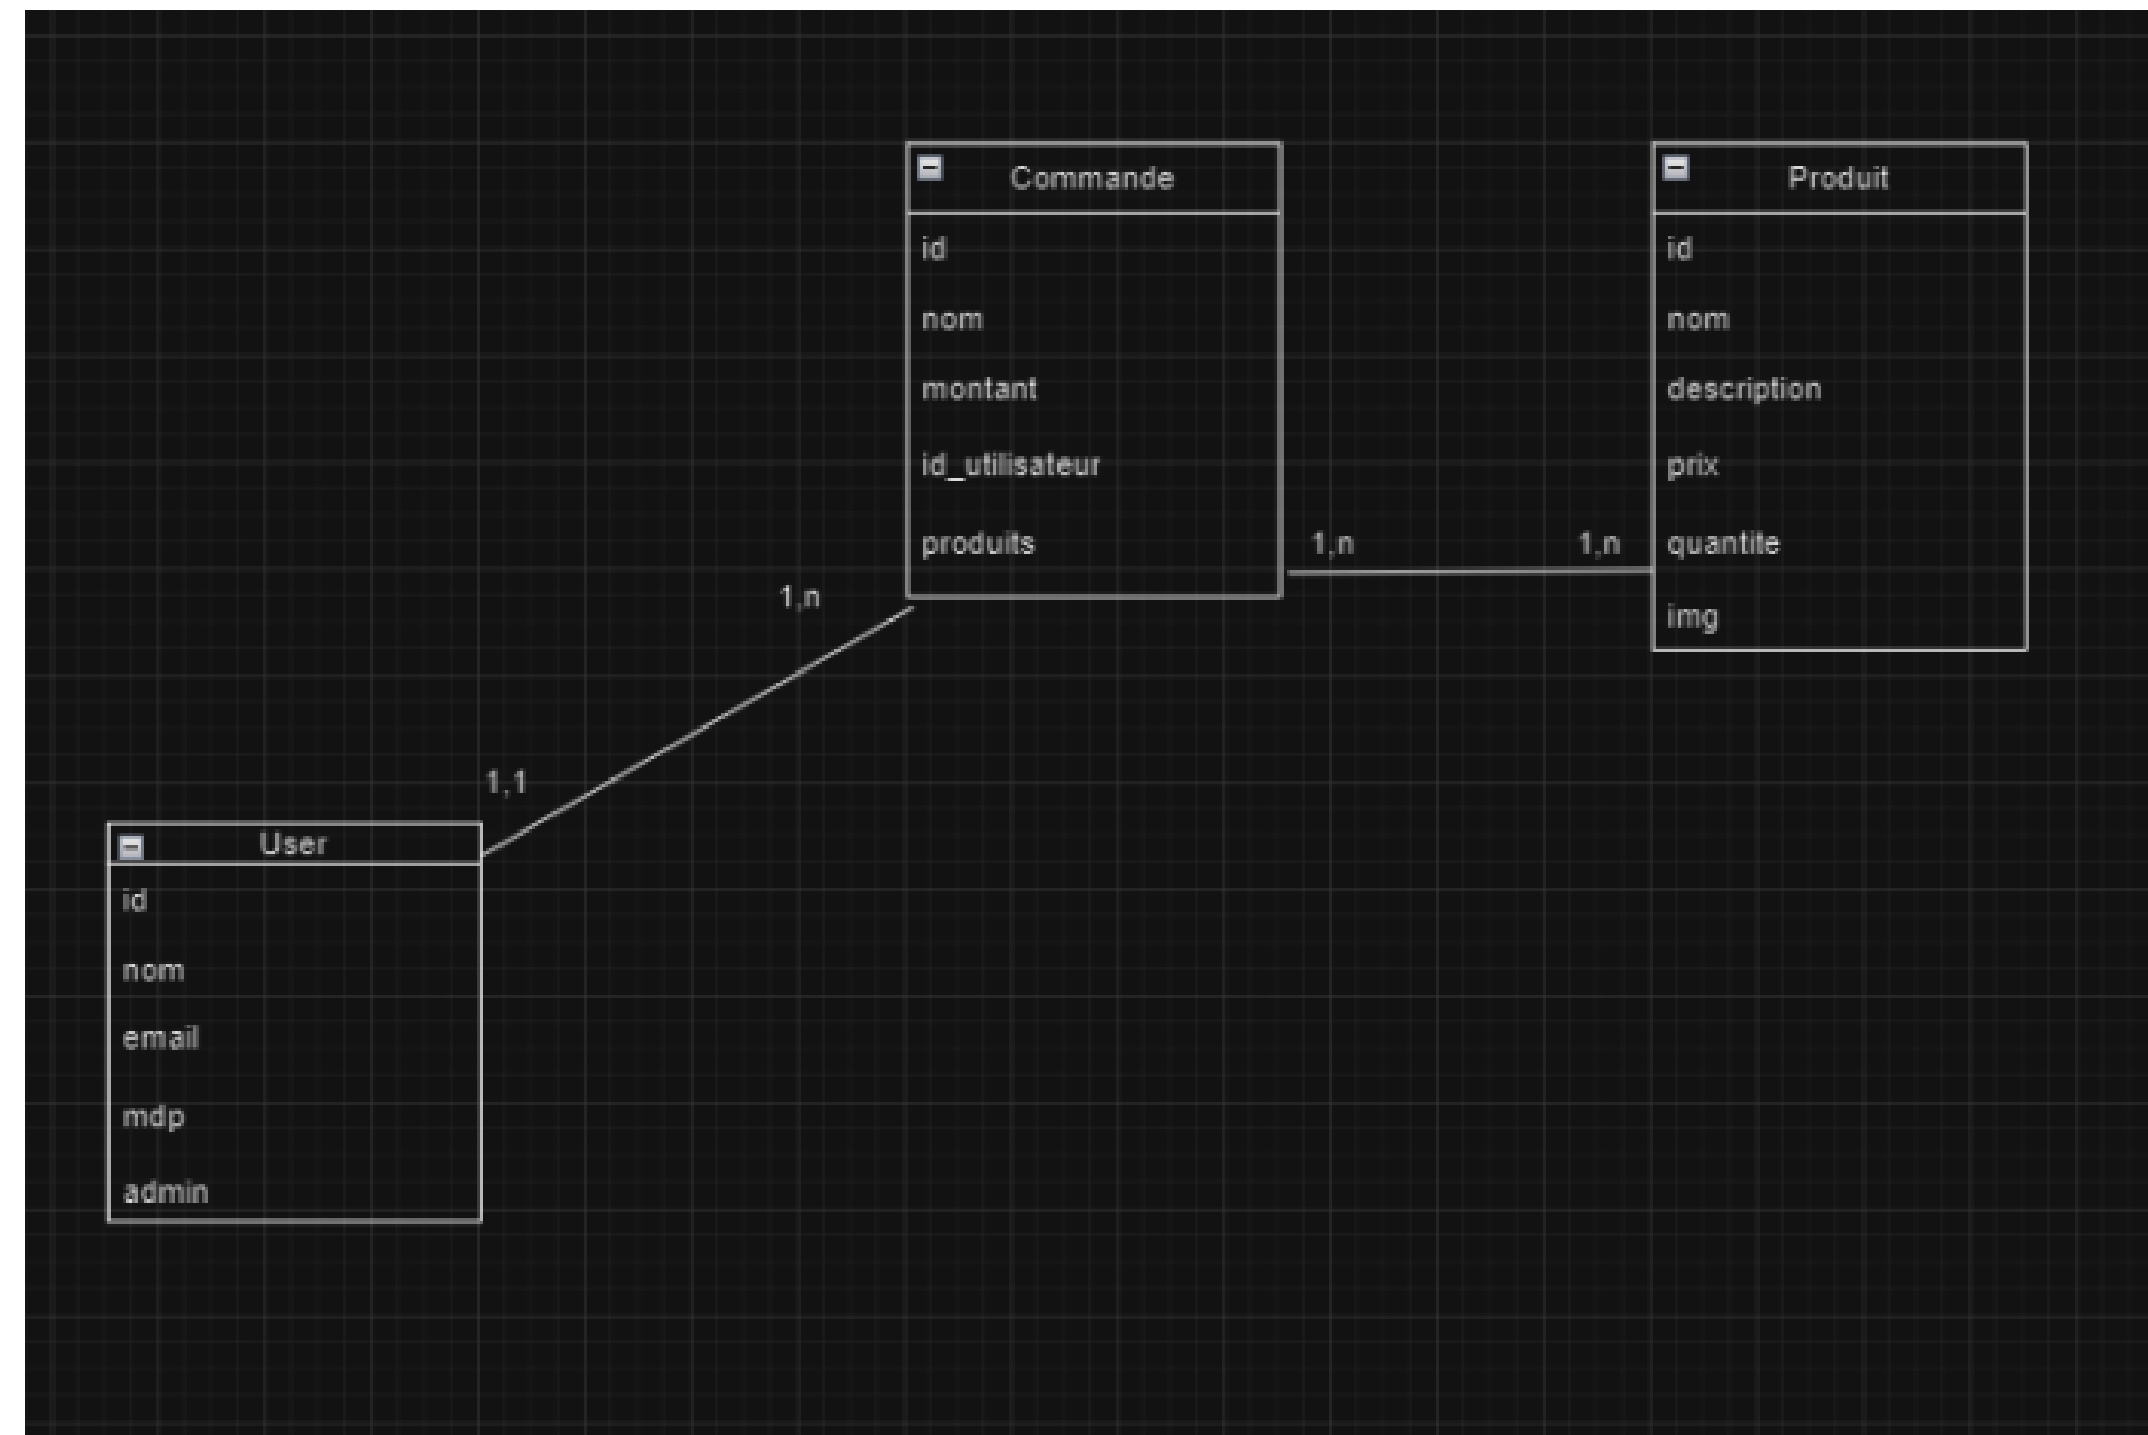 Commande
id
nom
montant
id_utilisateur
produits
Produit
id
nom
description
prix
quantite
img
1,n
1,n
1,n
1,1
User
id
nom
email
mdp
admin